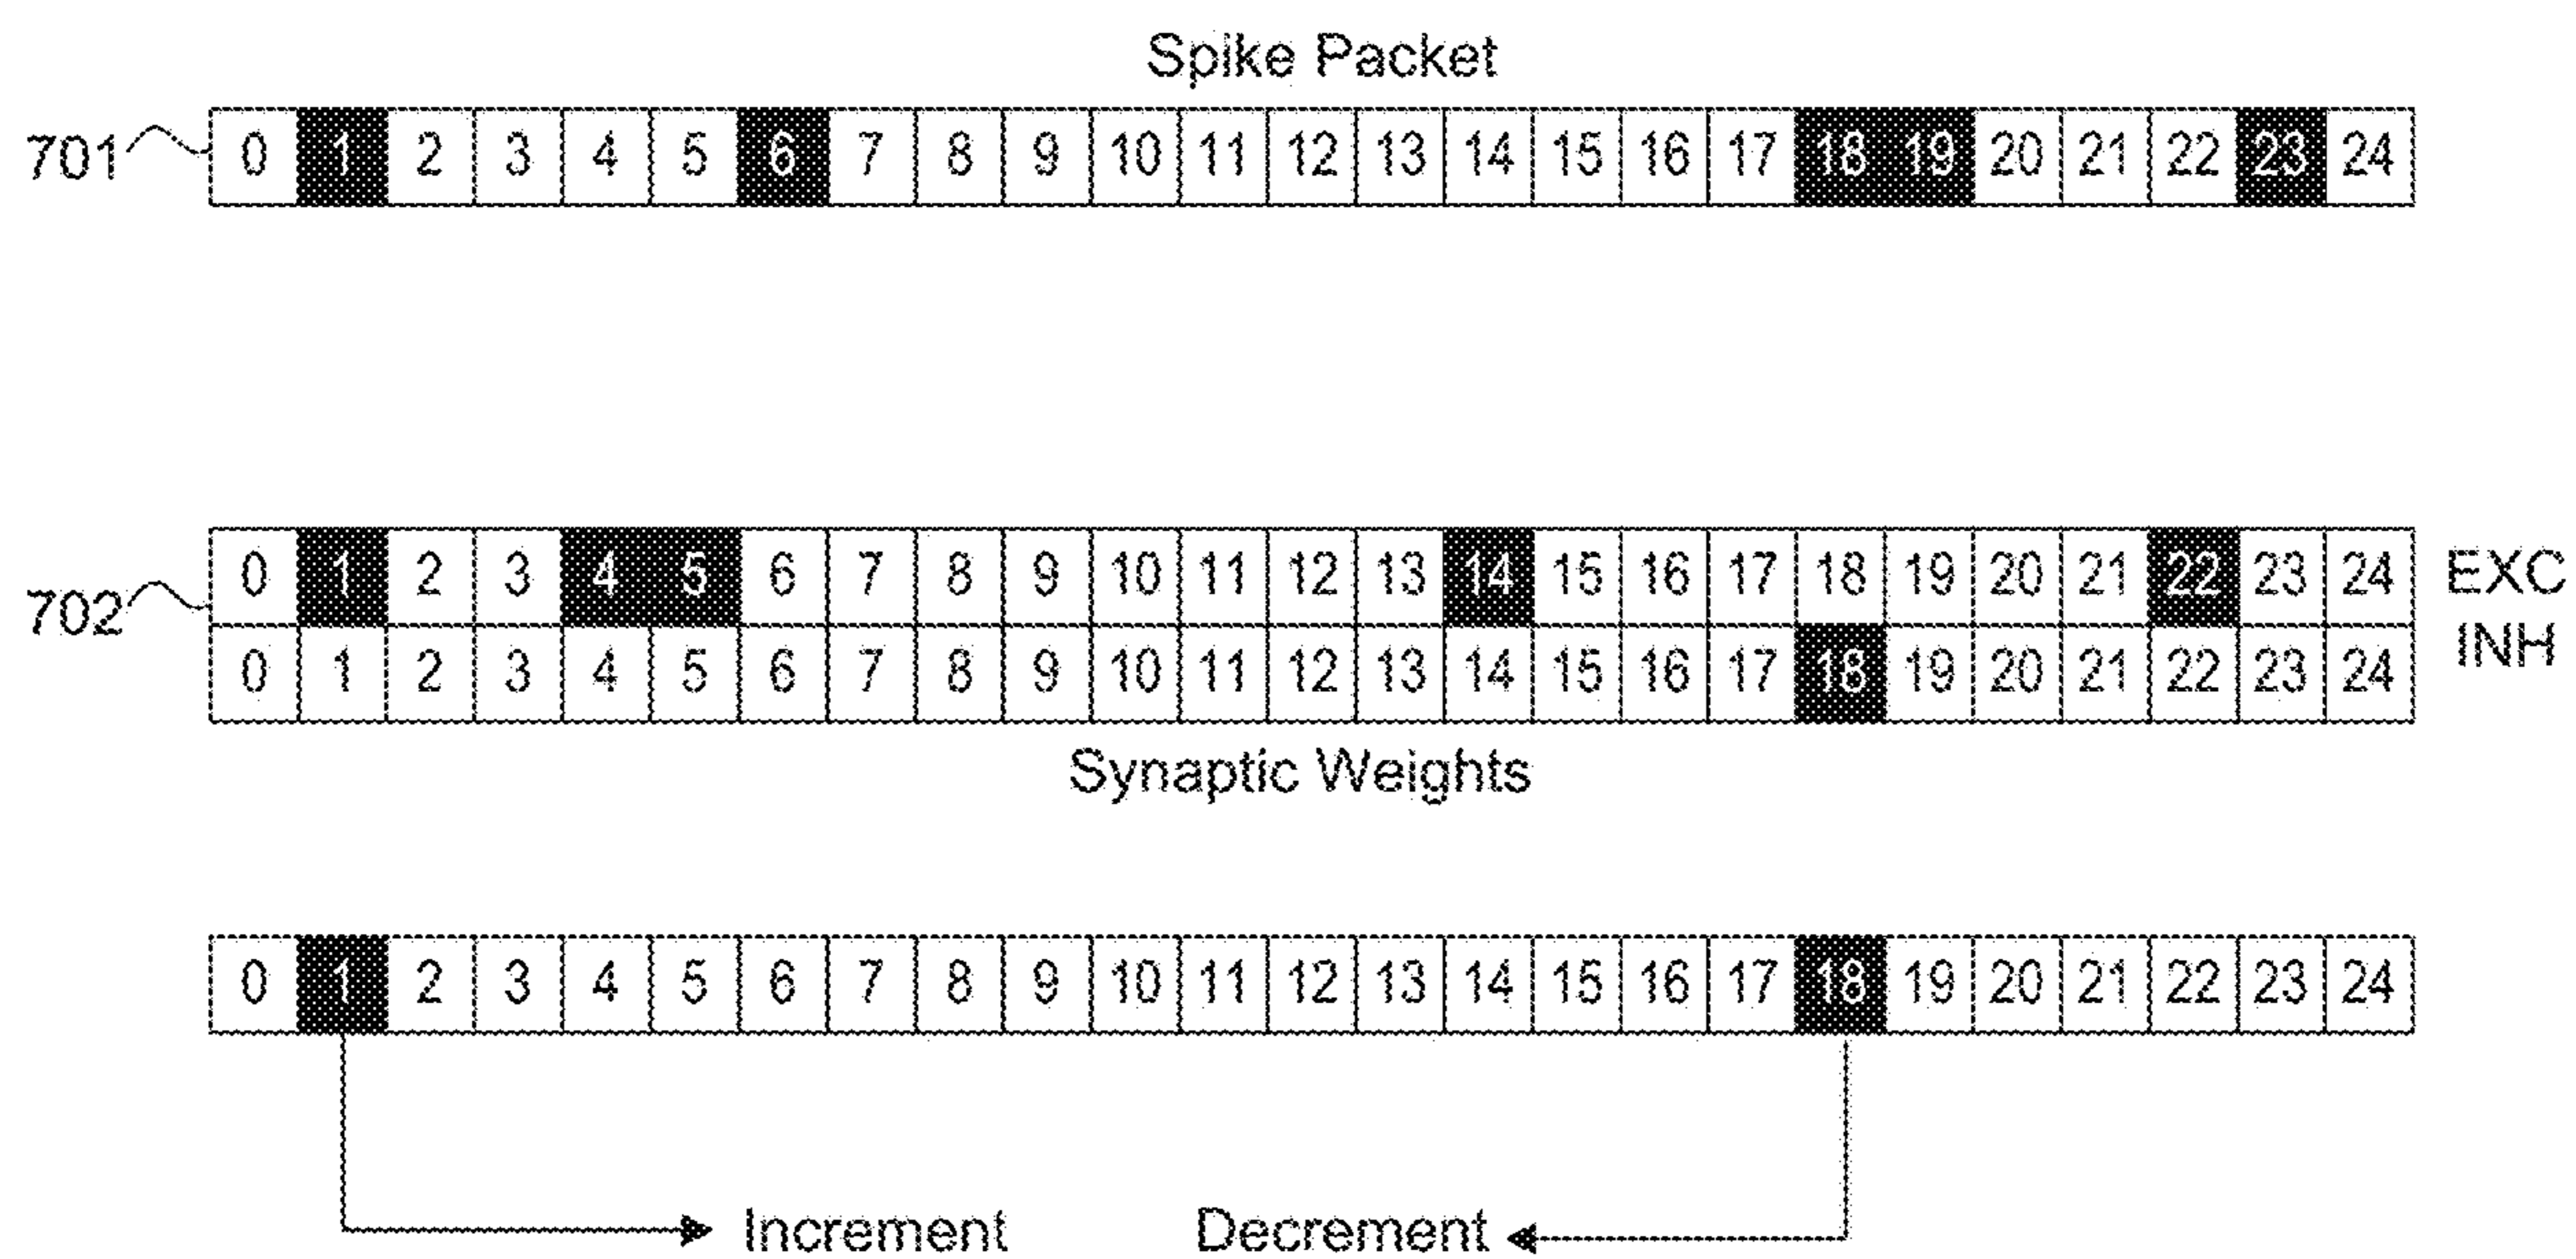 Spike Packet
701 0 1 2 3 4 5 6 7 8 9 10 11 12 13 14 15 16 17 18 19 20 21 22 23 24
702 0 1 2 3 4 5 6 7 8 9 10 11 12 13 14 15 16 17 18 19 20 21 22 23 24 EXC
0 1 2 3 4 5 6 7 8 9 10 11 12 13 14 15 16 17 18 19 20 21 22 23 24 INH
Synaptic Weights
0 1 2 3 4 5 6 7 8 9 10 11 12 13 14 15 16 17 18 19 20 21 22 23 24
Increment Decrement